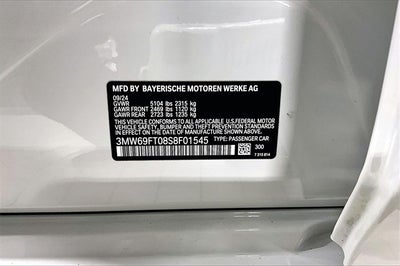 MFD BY BAYERISCHE MOTOREN WERKE AG
09/24
GVWR 5104 lbs 2315 kg
GAWR FRONT 2469 lbs 1120 kg
GAWR REAR 2723 lbs 1235 kg
THIS VEHICLE CONFORMS TO ALL APPLICABLE U.S. FEDERAL MOTOR
VEHICLE SAFETY, BUMPER AND THEFT PREVENTION STANDARDS IN
EFFECT ON THE DATE OF MANUFACTURE SHOWN ABOVE.
3MW69FT08S8F01545 TYPE: PASSENGER CAR
300